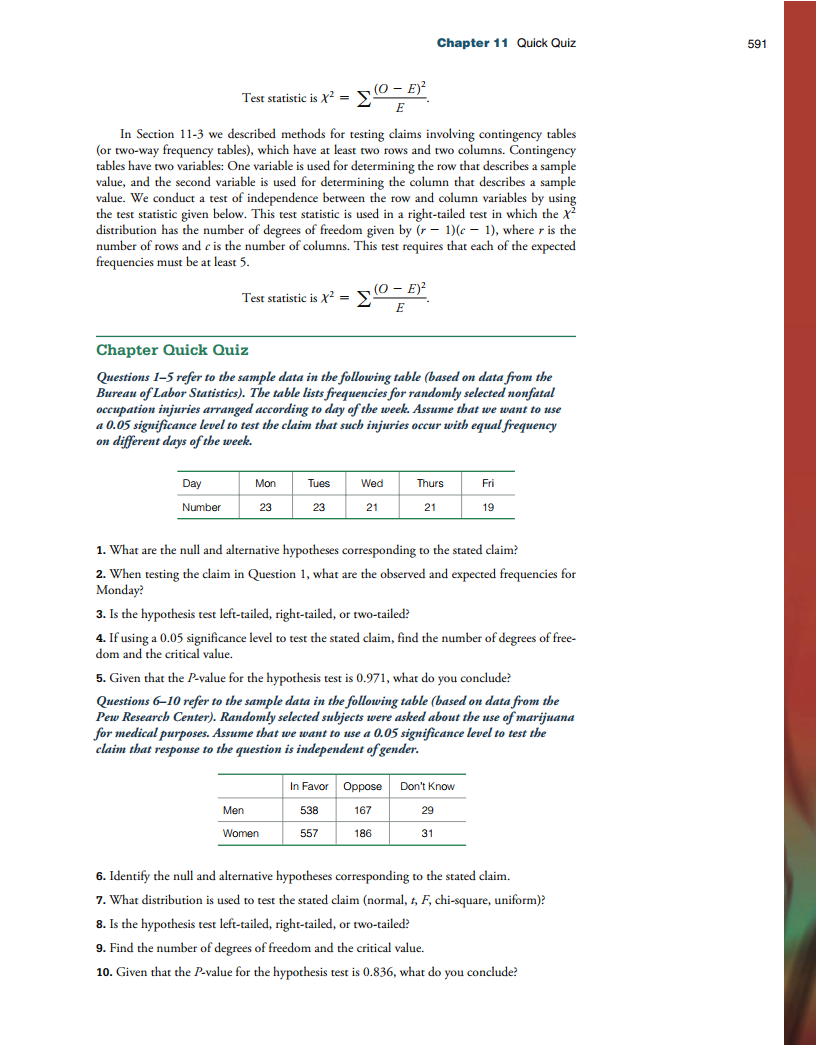 Chapter 11 Quick Quiz 591
Test statistic is χ² = ∑ (O − E)² / E.
In Section 11-3 we described methods for testing claims involving contingency tables
(or two-way frequency tables), which have at least two rows and two columns. Contingency
tables have two variables: One variable is used for determining the row that describes a sample
value, and the second variable is used for determining the column that describes a sample
value. We conduct a test of independence between the row and column variables by using
the test statistic given below. This test statistic is used in a right-tailed test in which the χ²
distribution has the number of degrees of freedom given by (r − 1)(c − 1), where r is the
number of rows and c is the number of columns. This test requires that each of the expected
frequencies must be at least 5.
Test statistic is χ² = ∑ (O − E)² / E.
Chapter Quick Quiz
Questions 1–5 refer to the sample data in the following table (based on data from the
Bureau of Labor Statistics). The table lists frequencies for randomly selected nonfatal
occupation injuries arranged according to day of the week. Assume that we want to use
a 0.05 significance level to test the claim that such injuries occur with equal frequency
on different days of the week.
Day Mon Tues Wed Thurs Fri
Number 23 23 21 21 19
1. What are the null and alternative hypotheses corresponding to the stated claim?
2. When testing the claim in Question 1, what are the observed and expected frequencies for
Monday?
3. Is the hypothesis test left-tailed, right-tailed, or two-tailed?
4. If using a 0.05 significance level to test the stated claim, find the number of degrees of free-
dom and the critical value.
5. Given that the P-value for the hypothesis test is 0.971, what do you conclude?
Questions 6–10 refer to the sample data in the following table (based on data from the
Pew Research Center). Randomly selected subjects were asked about the use of marijuana
for medical purposes. Assume that we want to use a 0.05 significance level to test the
claim that response to the question is independent of gender.
In Favor Oppose Don't Know
Men 538 167 29
Women 557 186 31
6. Identify the null and alternative hypotheses corresponding to the stated claim.
7. What distribution is used to test the stated claim (normal, t, F, chi-square, uniform)?
8. Is the hypothesis test left-tailed, right-tailed, or two-tailed?
9. Find the number of degrees of freedom and the critical value.
10. Given that the P-value for the hypothesis test is 0.836, what do you conclude?